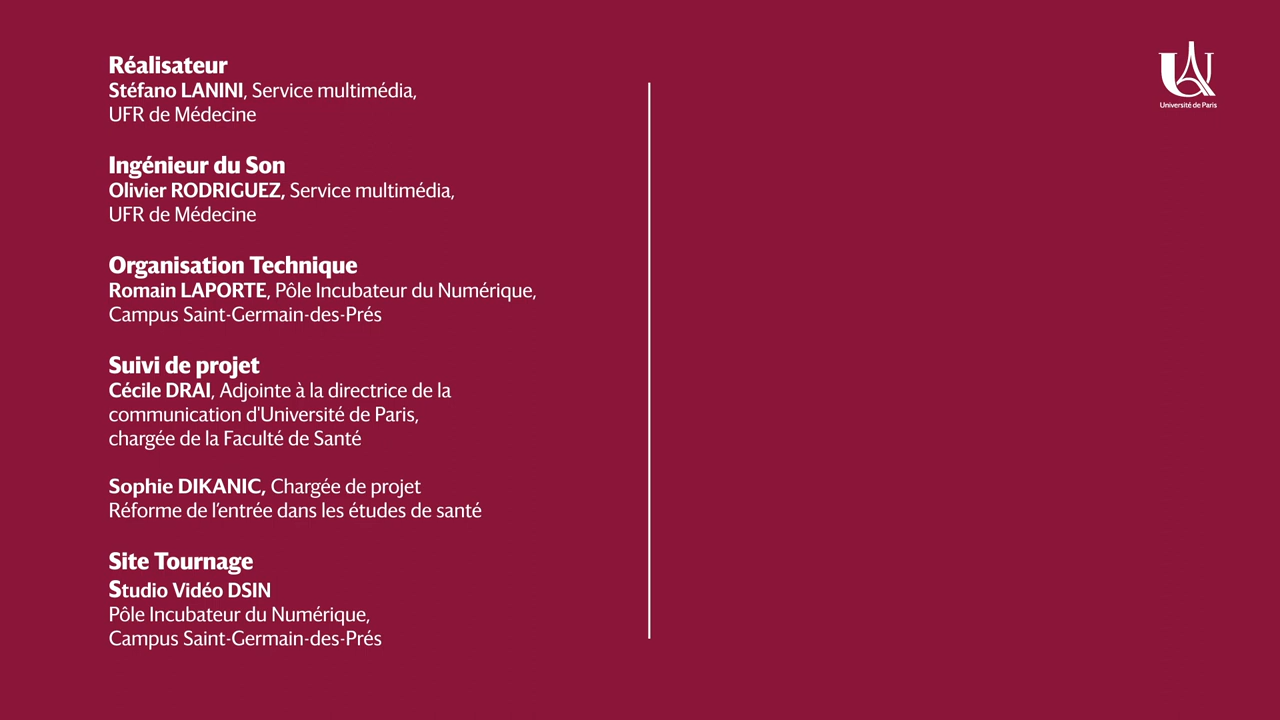 Réalisateur
Stéfano LANINI, Service multimédia,
UFR de Médecine
Ingénieur du Son
Olivier RODRIGUEZ, Service multimédia,
UFR de Médecine
Organisation Technique
Romain LAPORTE, Pôle Incubateur du Numérique,
Campus Saint-Germain-des-Prés
Suivi de projet
Cécile DRAI, Adjointe à la directrice de la
communication d'Université de Paris,
chargée de la Faculté de Santé
Sophie DIKANIC, Chargée de projet
Réforme de l’entrée dans les études de santé
Site Tournage
Studio Vidéo DSIN
Pôle Incubateur du Numérique,
Campus Saint-Germain-des-Prés
Université de Paris